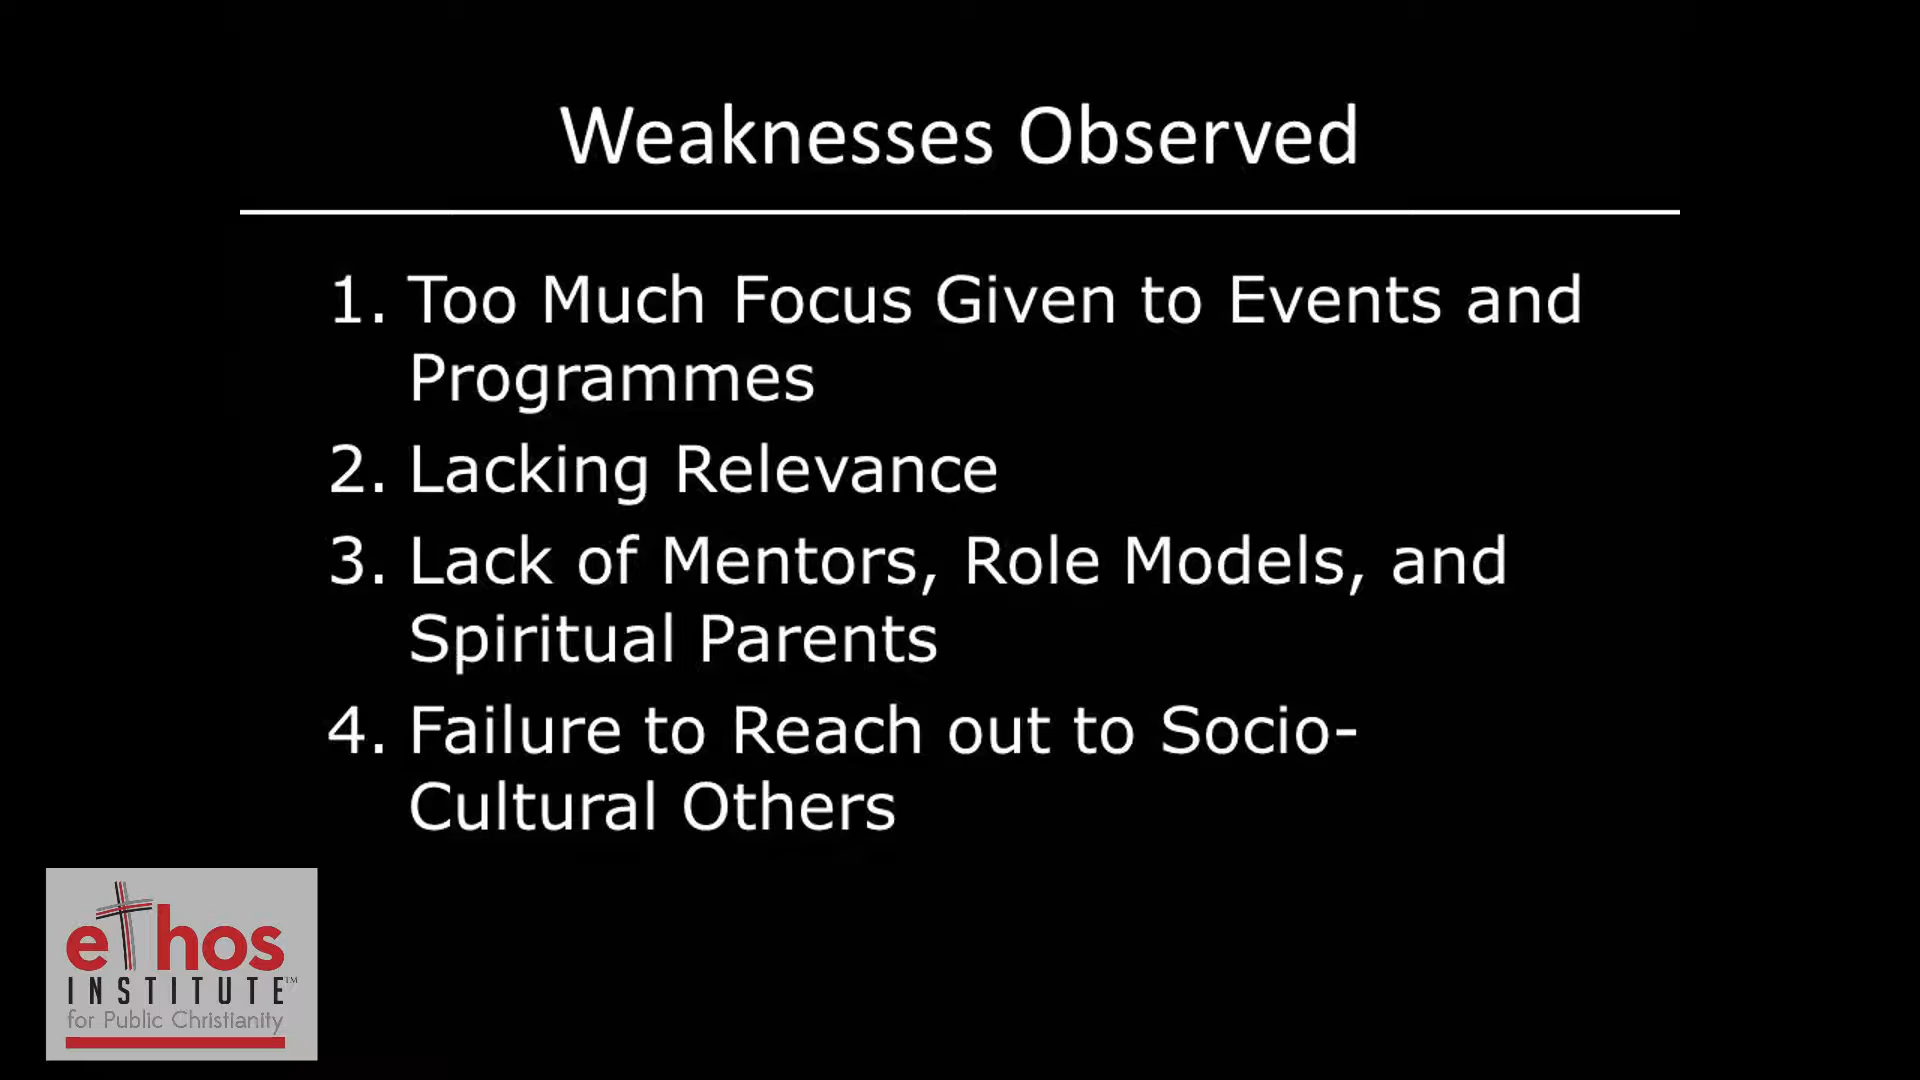 Weaknesses Observed
1. Too Much Focus Given to Events and
Programmes
2. Lacking Relevance
3. Lack of Mentors, Role Models, and
Spiritual Parents
4. Failure to Reach out to Socio-
Cultural Others
ethos
INSTITUTE™
for Public Christianity